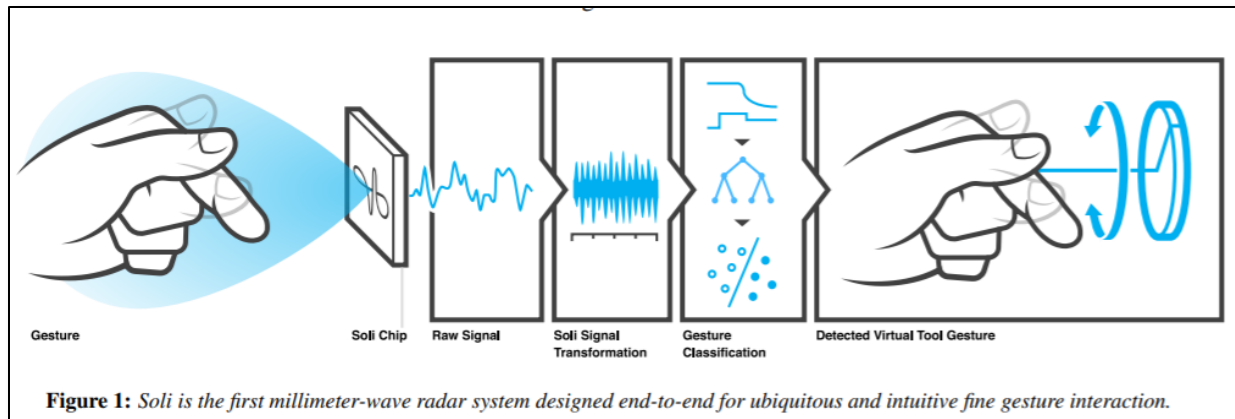 Gesture
Soli Chip
Raw Signal
Soli Signal
Transformation
Gesture
Classification
Detected Virtual Tool Gesture
Figure 1: Soli is the first millimeter-wave radar system designed end-to-end for ubiquitous and intuitive fine gesture interaction.